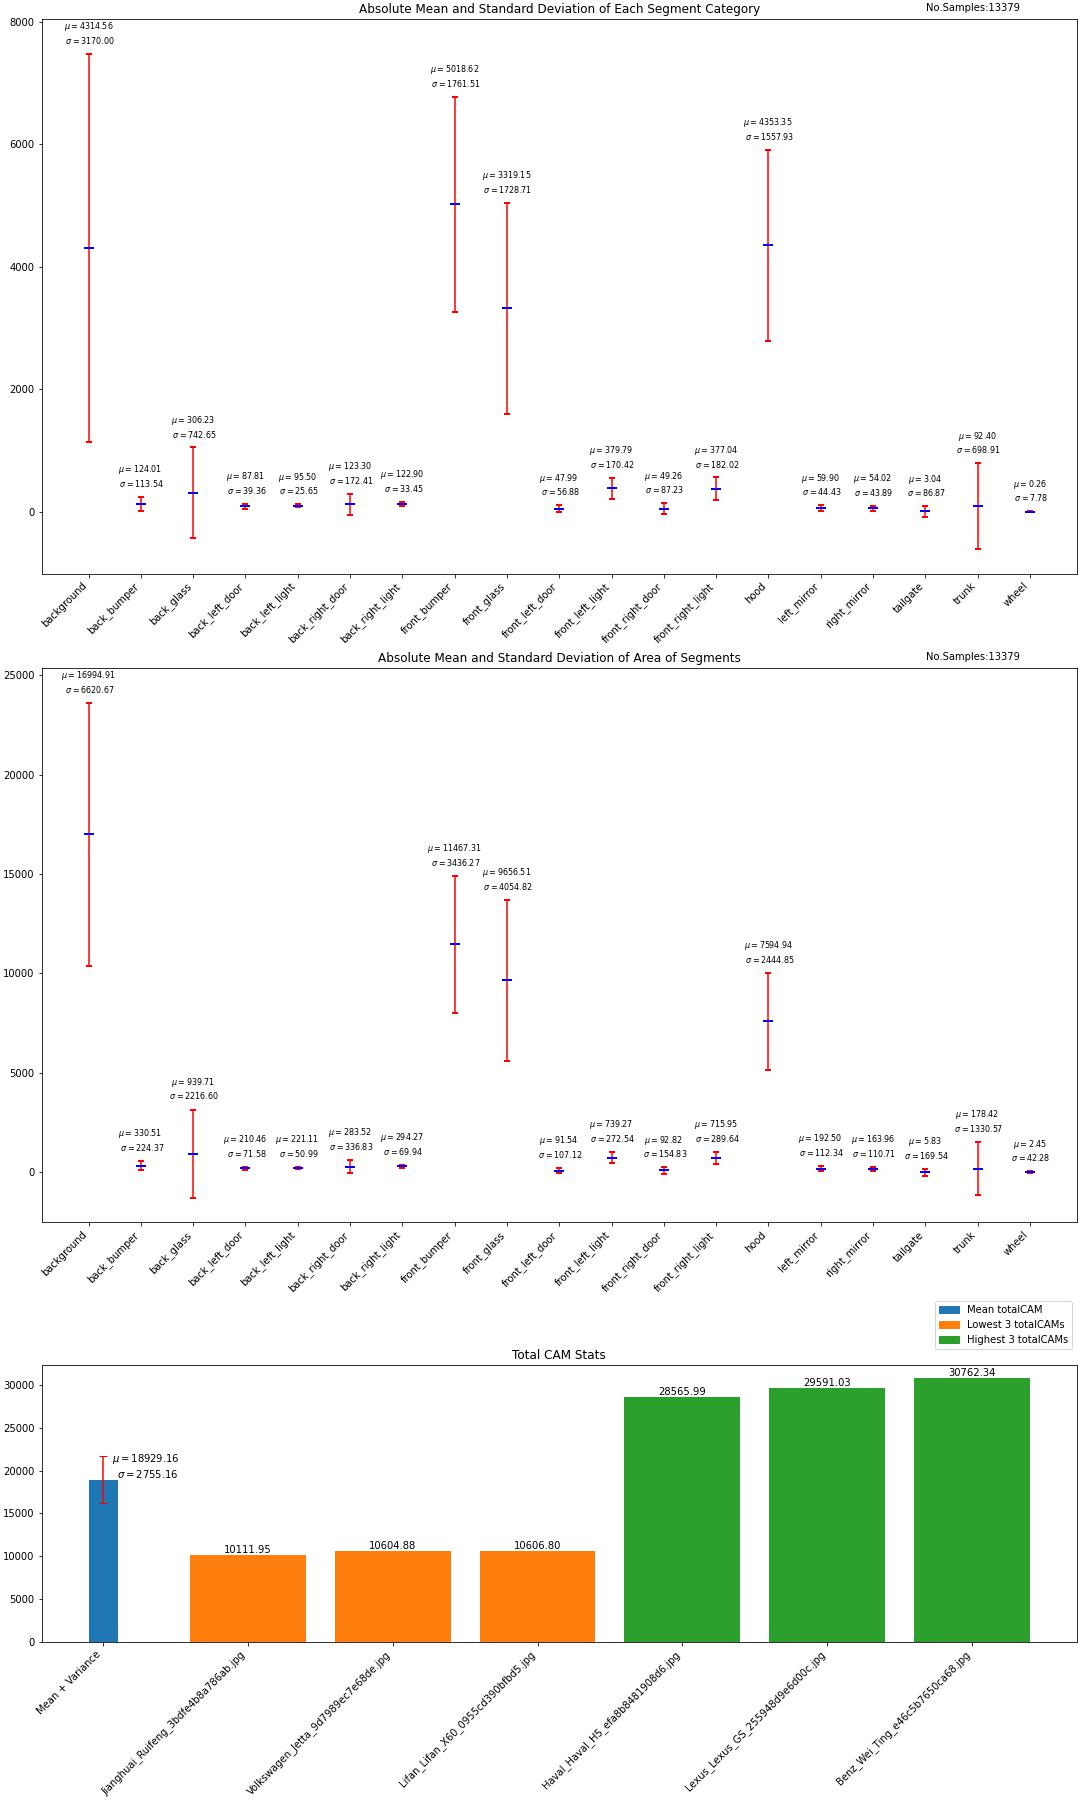 Absolute Mean and Standard Deviation of Each Segment Category
No.Samples:13379
8000
6000
4000
2000
0
μ = 4314.56
σ = 3170.00
μ = 124.01
σ = 113.54
μ = 306.23
σ = 742.65
μ = 87.81
σ = 39.36
μ = 95.50
σ = 25.65
μ = 123.30
σ = 172.41
μ = 122.90
σ = 33.45
μ = 5018.62
σ = 1761.51
μ = 3319.15
σ = 1728.71
μ = 47.99
σ = 56.88
μ = 379.79
σ = 170.42
μ = 49.26
σ = 87.23
μ = 377.04
σ = 182.02
μ = 4353.35
σ = 1557.93
μ = 59.90
σ = 44.43
μ = 54.02
σ = 43.89
μ = 3.04
σ = 86.87
μ = 92.40
σ = 698.91
μ = 0.26
σ = 7.78
background
back_bumper
back_glass
back_left_door
back_left_light
back_right_door
back_right_light
front_bumper
front_glass
front_left_door
front_left_light
front_right_door
front_right_light
hood
left_mirror
right_mirror
tailgate
trunk
wheel
Absolute Mean and Standard Deviation of Area of Segments
No.Samples:13379
25000
20000
15000
10000
5000
0
μ = 16994.91
σ = 6620.67
μ = 330.51
σ = 224.37
μ = 939.71
σ = 2216.60
μ = 210.46
σ = 71.58
μ = 221.11
σ = 50.99
μ = 283.52
σ = 336.83
μ = 294.27
σ = 69.94
μ = 11467.31
σ = 3436.27
μ = 9656.51
σ = 4054.82
μ = 91.54
σ = 107.12
μ = 739.27
σ = 272.54
μ = 92.82
σ = 154.83
μ = 715.95
σ = 289.64
μ = 7594.94
σ = 2444.85
μ = 192.50
σ = 112.34
μ = 163.96
σ = 110.71
μ = 5.83
σ = 169.54
μ = 178.42
σ = 1330.57
μ = 2.45
σ = 42.28
background
back_bumper
back_glass
back_left_door
back_left_light
back_right_door
back_right_light
front_bumper
front_glass
front_left_door
front_left_light
front_right_door
front_right_light
hood
left_mirror
right_mirror
tailgate
trunk
wheel
Mean totalCAM
Lowest 3 totalCAMs
Highest 3 totalCAMs
Total CAM Stats
30000
25000
20000
15000
10000
5000
0
μ = 18929.16
σ = 2755.16
10111.95
10604.88
10606.80
28565.99
29591.03
30762.34
Mean + Variance
Jianghuai_Ruifeng_3bdfe4b8a786ab.jpg
Volkswagen_Jetta_9d7989ec7e68de.jpg
Lifan_Lifan_X60_0955cd390bfbd5.jpg
Haval_Haval_H5_efa8b8481908d6.jpg
Lexus_Lexus_GS_255948d9e6d00c.jpg
Benz_Wei_Ting_e46c5b7650ca68.jpg